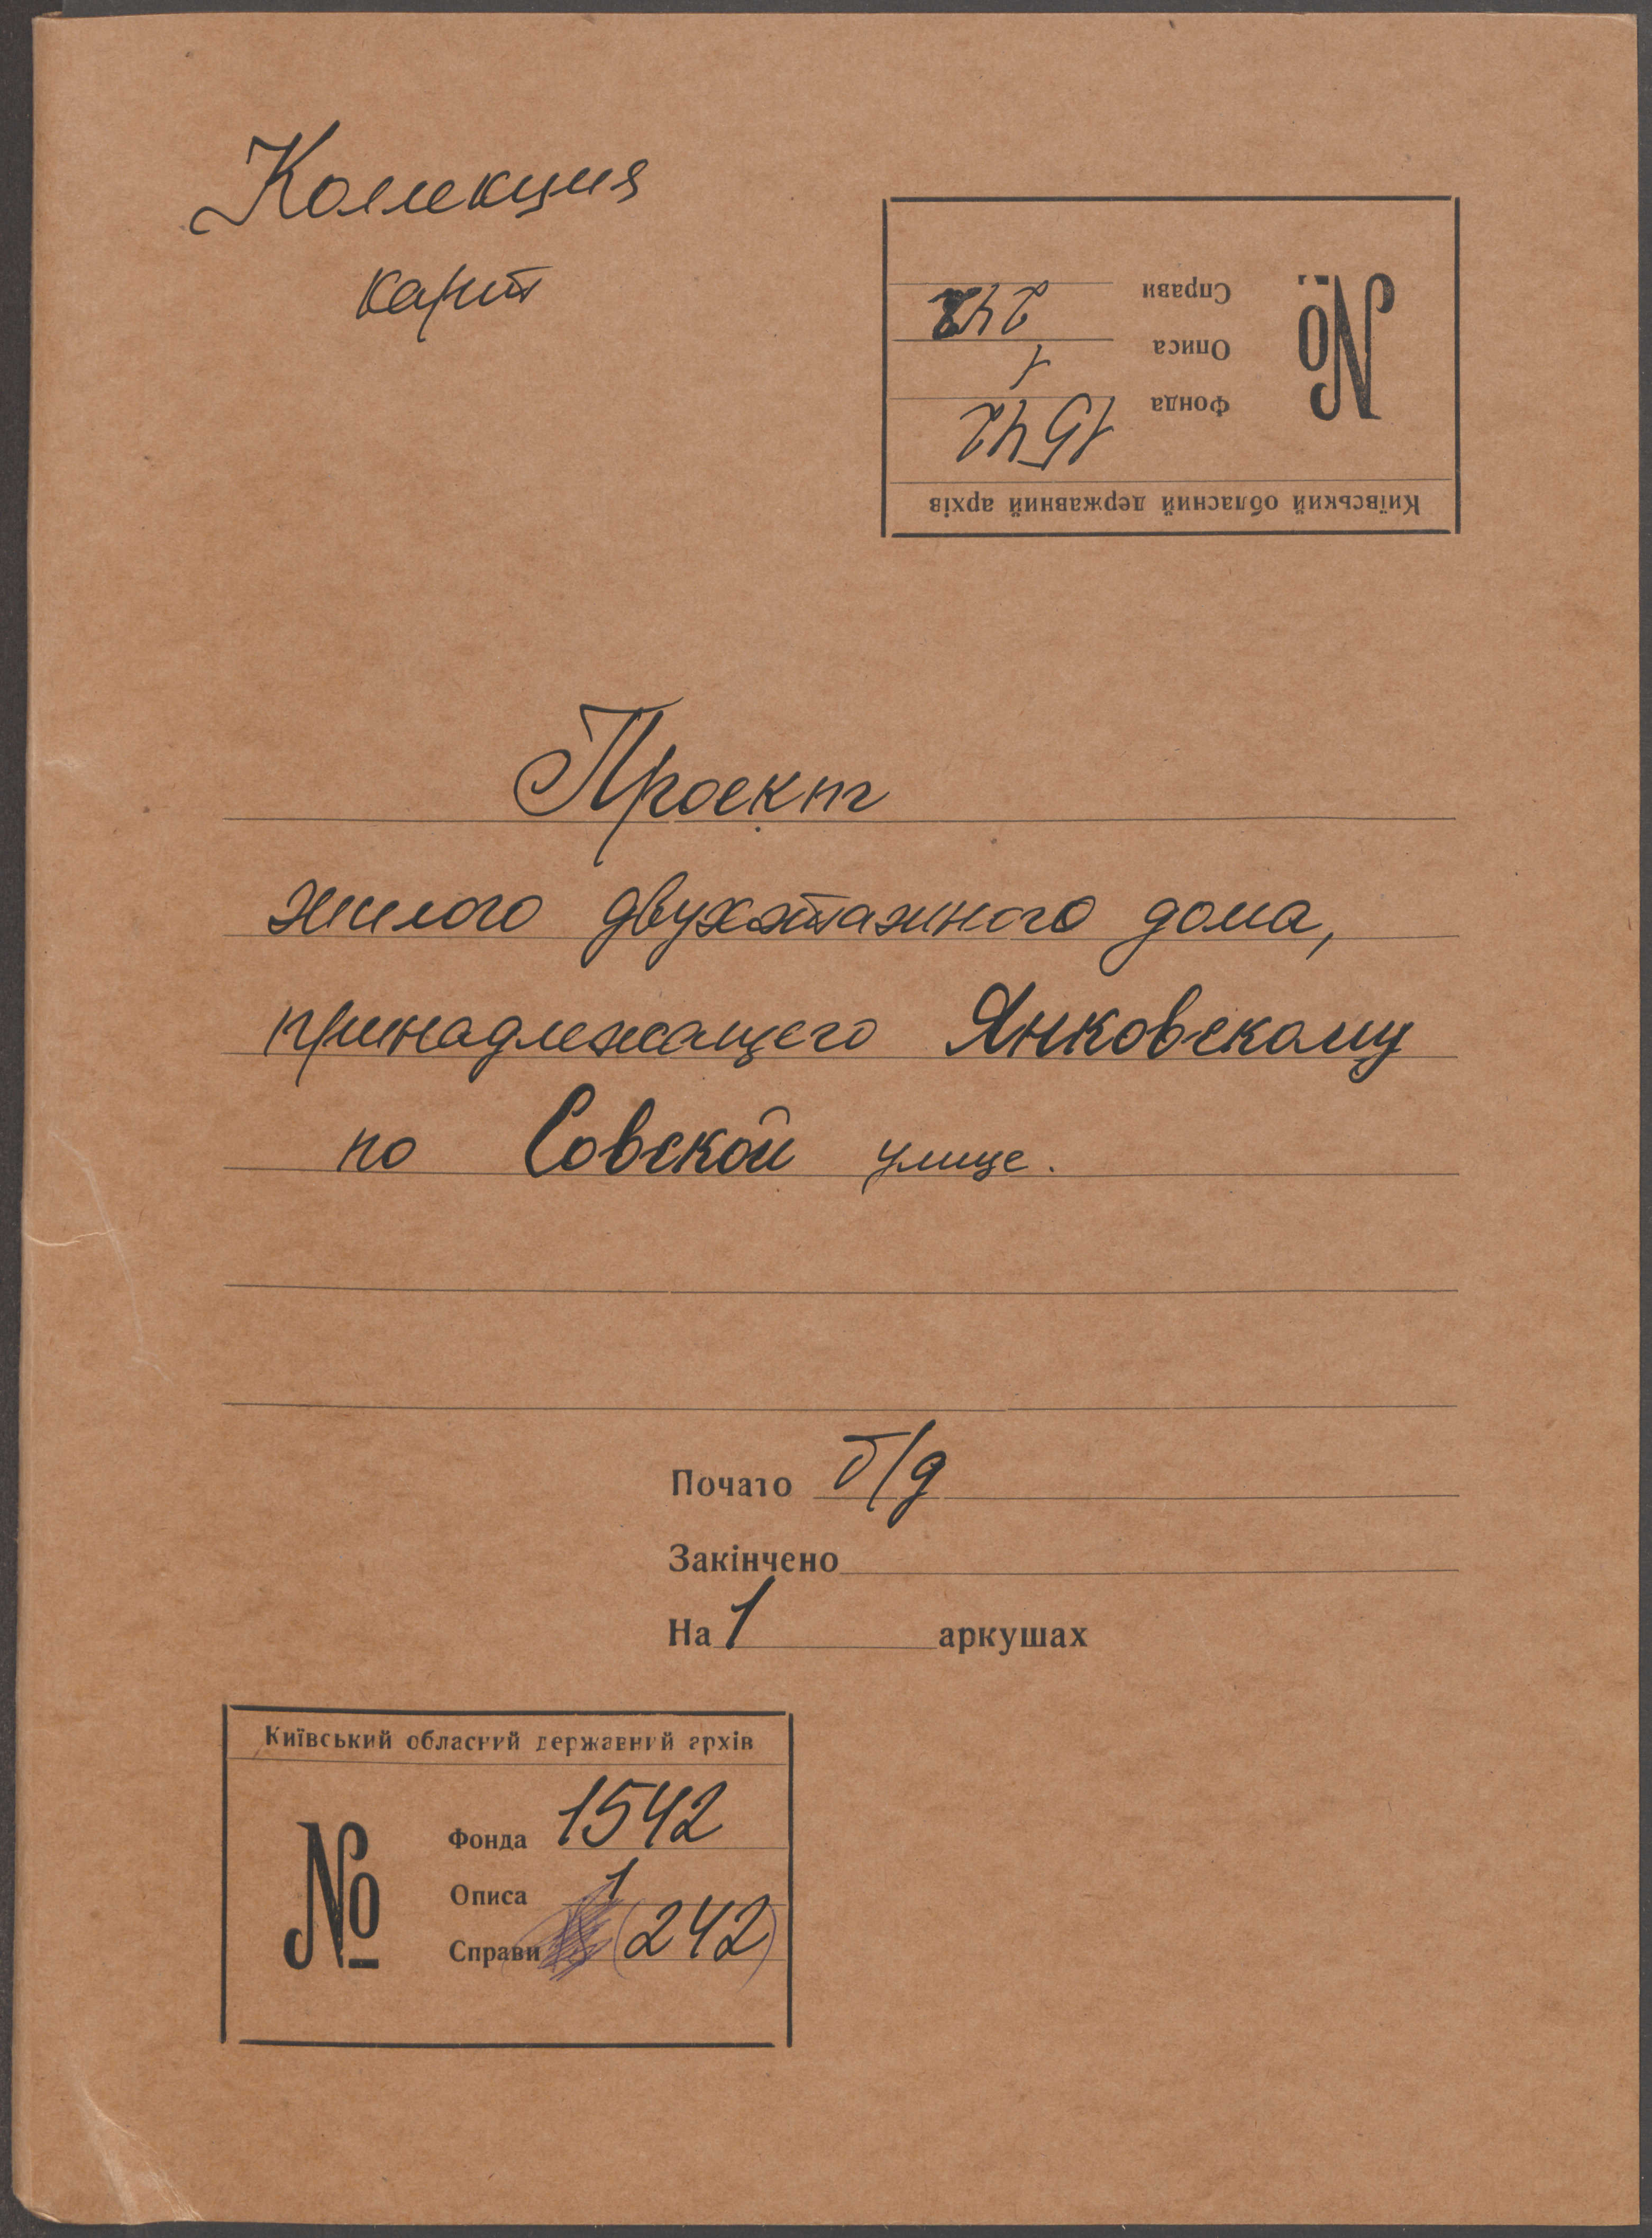 Коллекция
карт
Київський обласний державний архів
№
Фонда 1542
Описа 1
Справи 242
Проект
жилого двухэтажного дома,
принадлежащего Янковскому
по Совской улице.
Почато б/д
Закінчено
На 1 аркушах
Київський обласний державний архів
№
Фонда 1542
Описа 1
Справи (242)